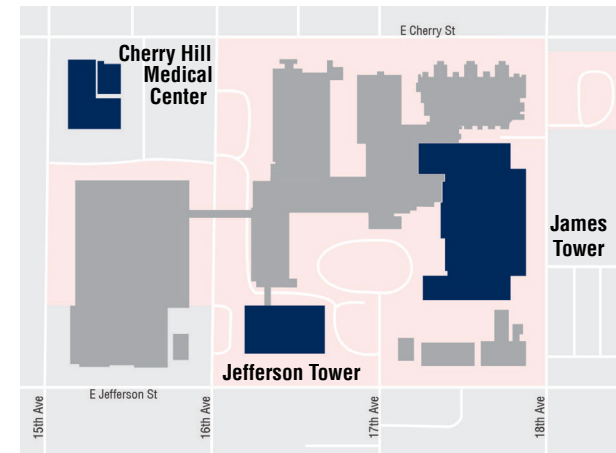 E Cherry St
Cherry Hill
Medical
Center
James
Tower
Jefferson Tower
E Jefferson St
15th Ave
16th Ave
17th Ave
18th Ave